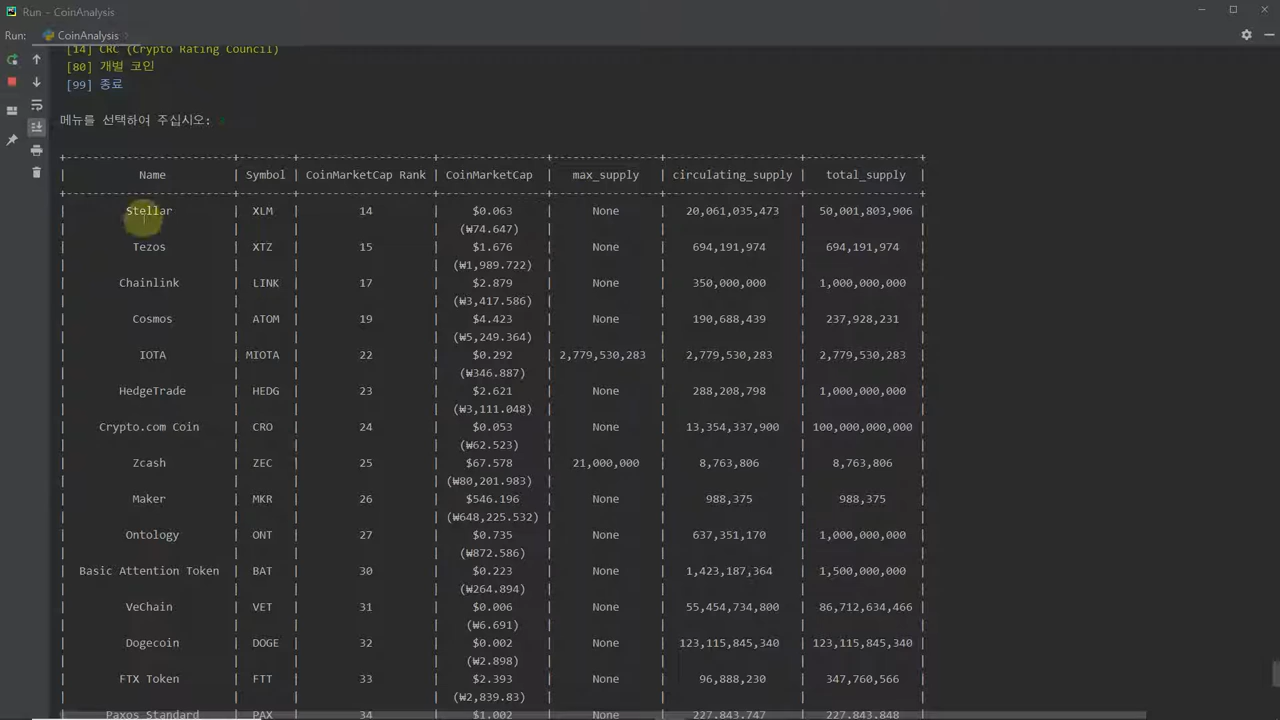 Run - CoinAnalysis
Run: CoinAnalysis
[14] CRC (Crypto Rating Council)
[80] 개별 코인
[99] 종료
메뉴를 선택하여 주십시오:
Name | Symbol | CoinMarketCap Rank | CoinMarketCap | max_supply | circulating_supply | total_supply
Stellar | XLM | 14 | $0.063 | None | 20,061,035,473 | 50,001,803,906
(₩74.647)
Tezos | XTZ | 15 | $1.676 | None | 694,191,974 | 694,191,974
(₩1,989.722)
Chainlink | LINK | 17 | $2.879 | None | 350,000,000 | 1,000,000,000
(₩3,417.586)
Cosmos | ATOM | 19 | $4.423 | None | 190,688,439 | 237,928,231
(₩5,249.364)
IOTA | MIOTA | 22 | $0.292 | 2,779,530,283 | 2,779,530,283 | 2,779,530,283
(₩346.887)
HedgeTrade | HEDG | 23 | $2.621 | None | 288,208,798 | 1,000,000,000
(₩3,111.048)
Crypto.com Coin | CRO | 24 | $0.053 | None | 13,354,337,900 | 100,000,000,000
(₩62.523)
Zcash | ZEC | 25 | $67.578 | 21,000,000 | 8,763,806 | 8,763,806
(₩80,201.983)
Maker | MKR | 26 | $546.196 | None | 988,375 | 988,375
(₩648,225.532)
Ontology | ONT | 27 | $0.735 | None | 637,351,170 | 1,000,000,000
(₩872.586)
Basic Attention Token | BAT | 30 | $0.223 | None | 1,423,187,364 | 1,500,000,000
(₩264.894)
VeChain | VET | 31 | $0.006 | None | 55,454,734,800 | 86,712,634,466
(₩6.691)
Dogecoin | DOGE | 32 | $0.002 | None | 123,115,845,340 | 123,115,845,340
(₩2.898)
FTX Token | FTT | 33 | $2.393 | None | 96,888,230 | 347,760,566
(₩2,839.83)
Paxos Standard | PAX | 34 | $1.002 | None | 227,843,747 | 227,843,848